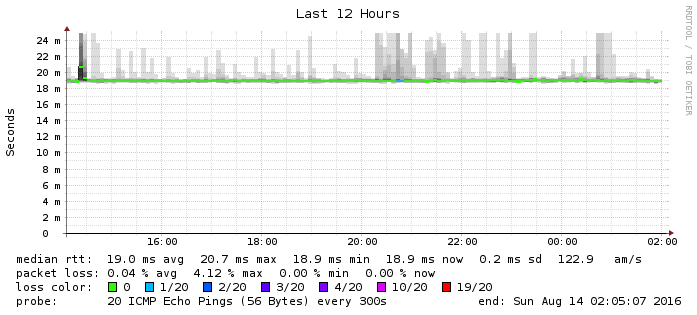 Last 12 Hours
RRDTOOL / TOBI OETIKER
Seconds
24 m
22 m
20 m
18 m
16 m
14 m
12 m
10 m
8 m
6 m
4 m
2 m
0
16:00 18:00 20:00 22:00 00:00 02:00
median rtt: 19.0 ms avg 20.7 ms max 18.9 ms min 18.9 ms now 0.2 ms sd 122.9 am/s
packet loss: 0.04 % avg 4.12 % max 0.00 % min 0.00 % now
loss color: 0 1/20 2/20 3/20 4/20 10/20 19/20
probe: 20 ICMP Echo Pings (56 Bytes) every 300s end: Sun Aug 14 02:05:07 2016